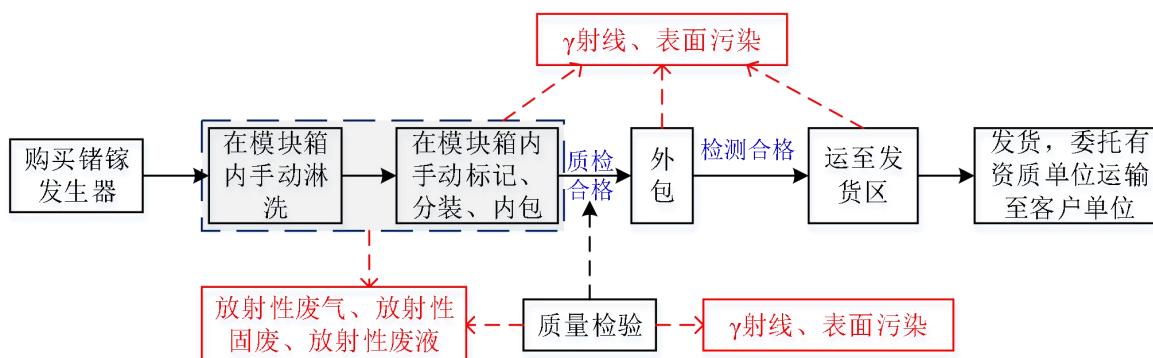 γ射线、表面污染
购买锗镓
发生器
在模块箱
内手动淋
洗
在模块箱内
手动标记、
分装、内包
质检
合格
外
包
检测合格
运至发
货区
发货，委托有
资质单位运输
至客户单位
放射性废气、放射性
固废、放射性废液
质量检验
γ射线、表面污染